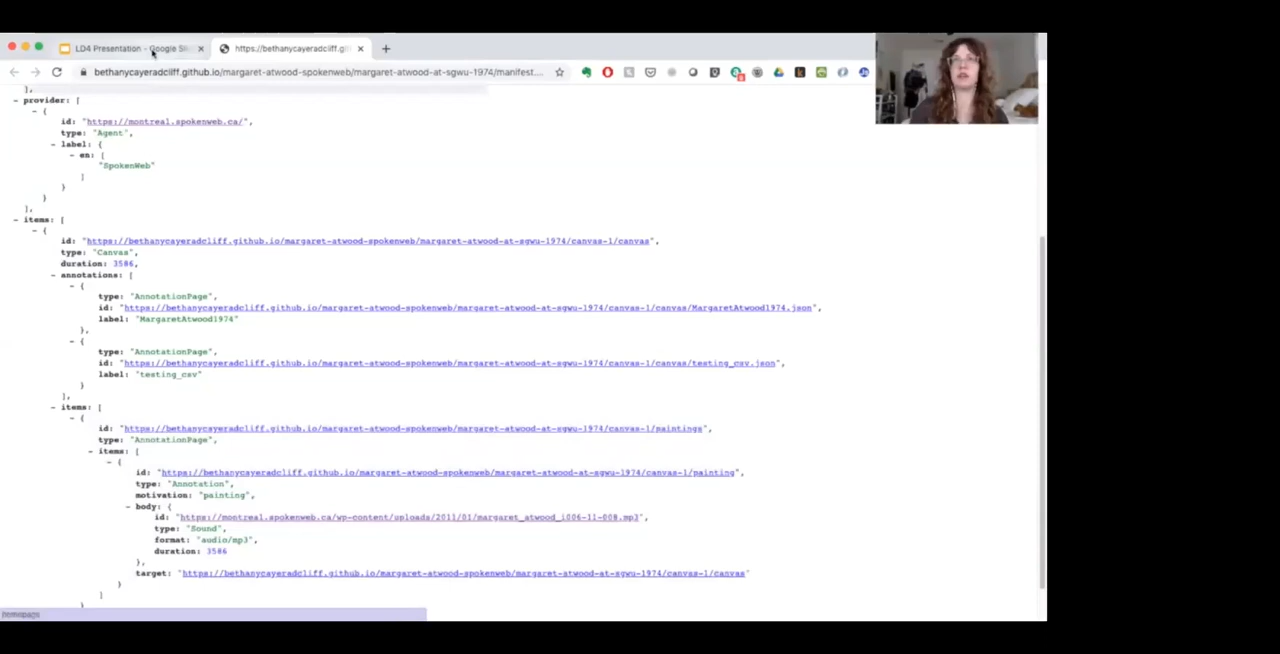 LD4 Presentation - Google Sli
https://bethanycayeradcliff.git
bethanycayeradcliff.github.io/margaret-atwood-spokenweb/margaret-atwood-at-sgwu-1974/manifest....
],
- provider: [
- {
id: "https://montreal.spokenweb.ca/",
type: "Agent",
- label: {
- en: [
"SpokenWeb"
]
}
}
],
- items: [
- {
id: "https://bethanycayeradcliff.github.io/margaret-atwood-spokenweb/margaret-atwood-at-sgwu-1974/canvas-1/canvas",
type: "Canvas",
duration: 3586,
- annotations: [
- {
type: "AnnotationPage",
id: "https://bethanycayeradcliff.github.io/margaret-atwood-spokenweb/margaret-atwood-at-sgwu-1974/canvas-1/canvas/MargaretAtwood1974.json",
label: "MargaretAtwood1974"
},
- {
type: "AnnotationPage",
id: "https://bethanycayeradcliff.github.io/margaret-atwood-spokenweb/margaret-atwood-at-sgwu-1974/canvas-1/canvas/testing_csv.json",
label: "testing_csv"
}
],
- items: [
- {
id: "https://bethanycayeradcliff.github.io/margaret-atwood-spokenweb/margaret-atwood-at-sgwu-1974/canvas-1/paintings",
type: "AnnotationPage",
- items: [
- {
id: "https://bethanycayeradcliff.github.io/margaret-atwood-spokenweb/margaret-atwood-at-sgwu-1974/canvas-1/painting",
type: "Annotation",
motivation: "painting",
- body: {
id: "https://montreal.spokenweb.ca/wp-content/uploads/2011/01/margaret_atwood_i006-11-008.mp3",
type: "Sound",
format: "audio/mp3",
duration: 3586
},
target: "https://bethanycayeradcliff.github.io/margaret-atwood-spokenweb/margaret-atwood-at-sgwu-1974/canvas-1/canvas"
}
]
}